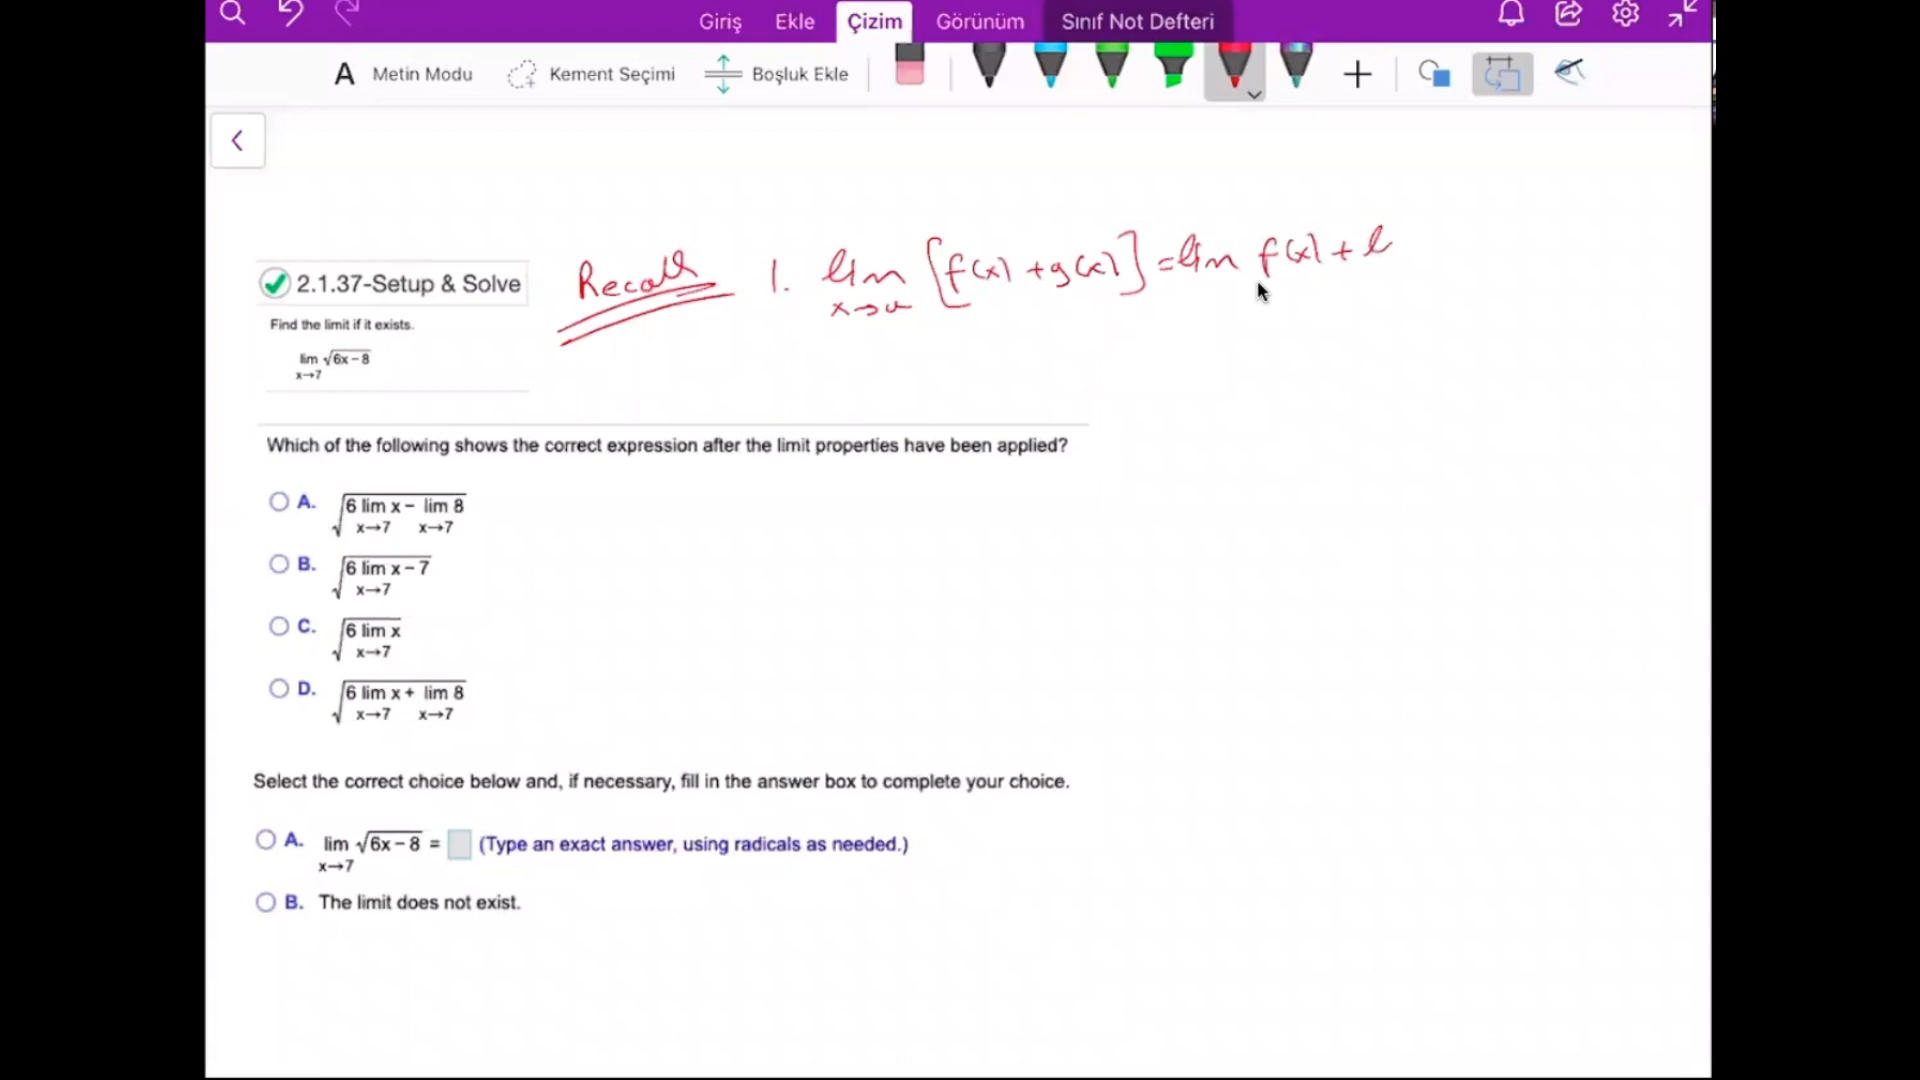 Giriş Ekle Çizim Görünüm Sınıf Not Defteri
A Metin Modu Kement Seçimi Boşluk Ekle
Recall 1. lim [f(x) + g(x)] = lim f(x) + l
x→a
2.1.37-Setup & Solve
Find the limit if it exists.
lim √6x − 8
x→7
Which of the following shows the correct expression after the limit properties have been applied?
A. √6 lim x − lim 8
x→7 x→7
B. √6 lim x − 7
x→7
C. √6 lim x
x→7
D. √6 lim x + lim 8
x→7 x→7
Select the correct choice below and, if necessary, fill in the answer box to complete your choice.
A. lim √6x − 8 = (Type an exact answer, using radicals as needed.)
x→7
B. The limit does not exist.